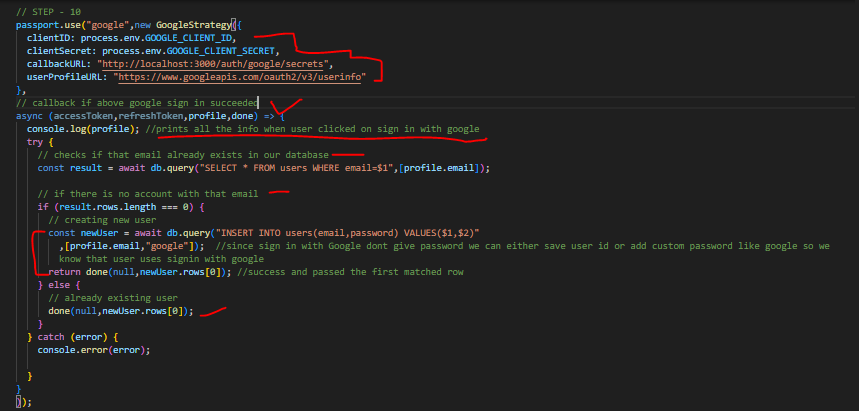 // STEP - 10
passport.use("google",new GoogleStrategy({
clientID: process.env.GOOGLE_CLIENT_ID,
clientSecret: process.env.GOOGLE_CLIENT_SECRET,
callbackURL: "http://localhost:3000/auth/google/secrets",
userProfileURL: "https://www.googleapis.com/oauth2/v3/userinfo"
},
// callback if above google sign in succeeded
async (accessToken,refreshToken,profile,done) => {
console.log(profile); //prints all the info when user clicked on sign in with google
try {
// checks if that email already exists in our database
const result = await db.query("SELECT * FROM users WHERE email=$1",[profile.email]);
// if there is no account with that email
if (result.rows.length === 0) {
// creating new user
const newUser = await db.query("INSERT INTO users(email,password) VALUES($1,$2)"
,[profile.email,"google"]); //since sign in with Google dont give password we can either save user id or add custom password like google so we
know that user uses signin with google
return done(null,newUser.rows[0]); //success and passed the first matched row
} else {
// already existing user
done(null,newUser.rows[0]);
}
} catch (error) {
console.error(error);
}
}
));